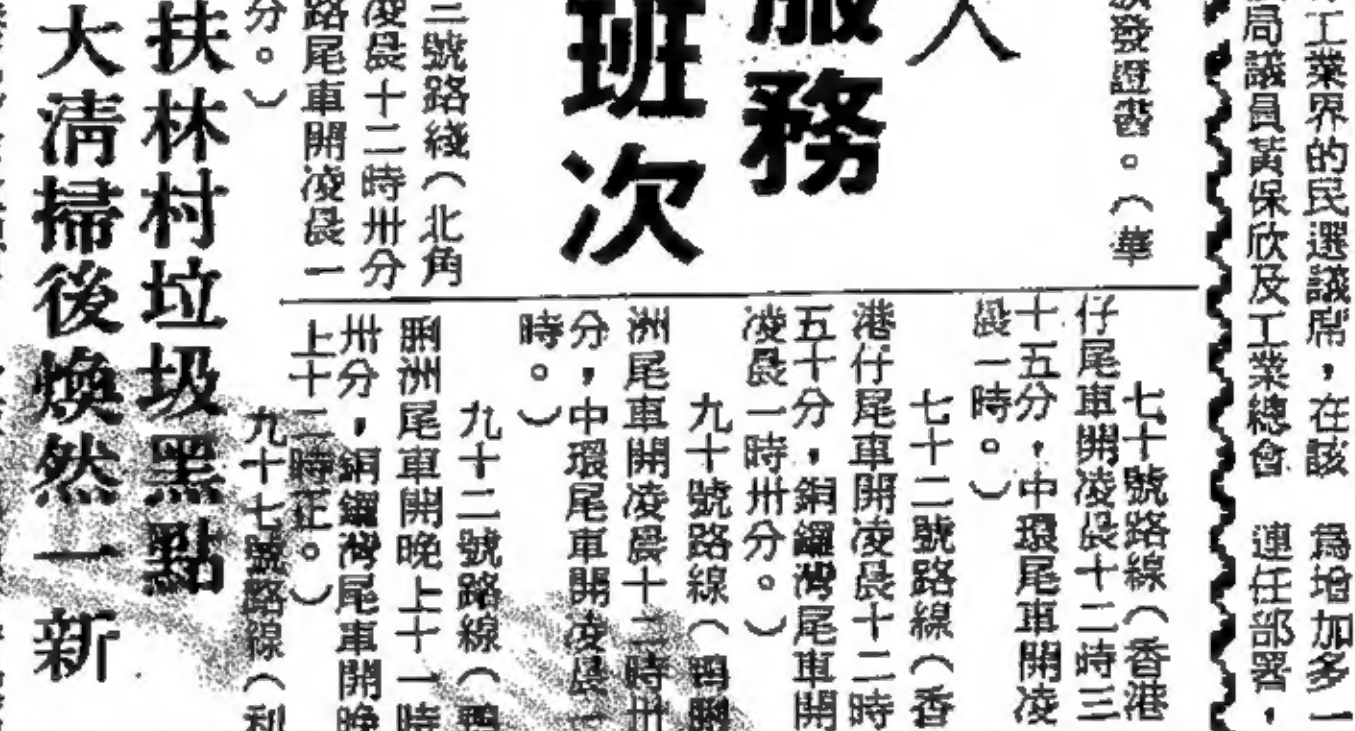 工業界的民選議席，在該
局議員黃保欣及工業總會
為增加多一
連任部署，
發證書。（華
人
服務
班次
三號路綫（北角
凌晨十二時卅分
路尾車開凌晨一
分。）
七十號路線（香港
仔尾車開凌晨十二時三
十五分，中環尾車開凌
晨一時。）
七十二號路線（香
港仔尾車開凌晨十二時
五十分，銅鑼灣尾車開
凌晨一時卅分。）
九十號路線（鴨脷
洲尾車開凌晨十二時卅
分，中環尾車開凌晨一
時。）
九十二號路線（鴨
脷洲尾車開晚上十一時
卅分，銅鑼灣尾車開晚
上十二時正。）
九十七號路線（利
扶林村垃圾黑點
大清掃後煥然一新